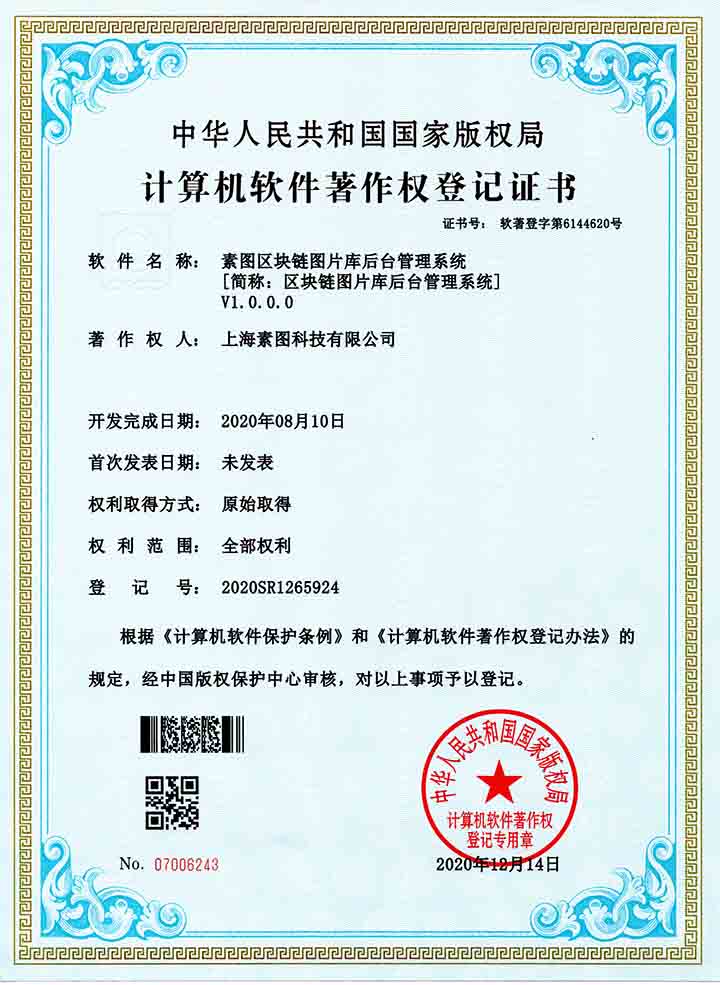 中华人民共和国国家版权局
计算机软件著作权登记证书
证书号： 软著登字第6144620号
软件名称： 素图区块链图片库后台管理系统
[简称：区块链图片库后台管理系统]
V1.0.0.0
著作权人： 上海素图科技有限公司
开发完成日期： 2020年08月10日
首次发表日期： 未发表
权利取得方式： 原始取得
权利范围： 全部权利
登记号： 2020SR1265924
根据《计算机软件保护条例》和《计算机软件著作权登记办法》的
规定，经中国版权保护中心审核，对以上事项予以登记。
中华人民共和国国家版权局
计算机软件著作权
登记专用章
No. 07006243
2020年12月14日